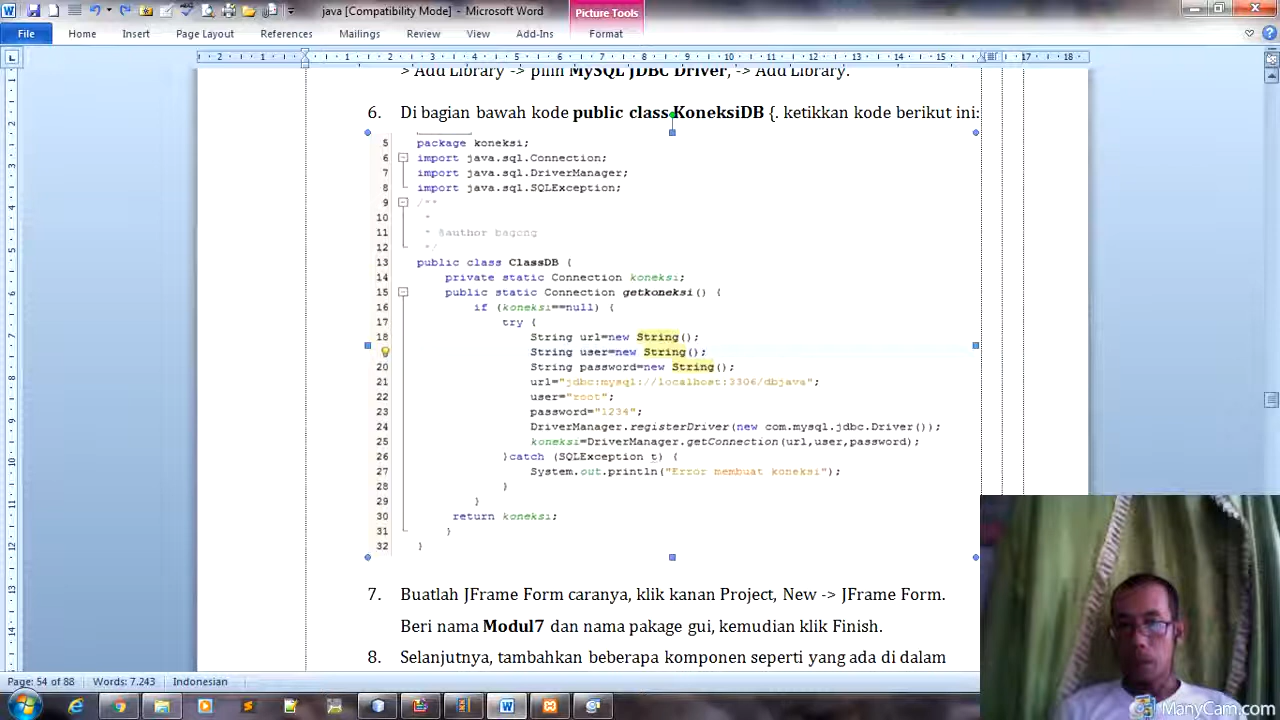 java [Compatibility Mode] - Microsoft Word
Picture Tools
File Home Insert Page Layout References Mailings Review View Add-Ins Format
> Add Library -> pilih MySQL JDBC Driver, -> Add Library.
6. Di bagian bawah kode public class KoneksiDB {. ketikkan kode berikut ini:
5 package koneksi;
6 import java.sql.Connection;
7 import java.sql.DriverManager;
8 import java.sql.SQLException;
9 /**
10 *
11 * @author bagong
12 */
13 public class ClassDB {
14 private static Connection koneksi;
15 public static Connection getkoneksi() {
16 if (koneksi==null) {
17 try {
18 String url=new String();
String user=new String();
20 String password=new String();
21 url="jdbc:mysql://localhost:3306/dbjava";
22 user="root";
23 password="1234";
24 DriverManager.registerDriver(new com.mysql.jdbc.Driver());
25 koneksi=DriverManager.getConnection(url,user,password);
26 }catch (SQLException t) {
27 System.out.println("Error membuat koneksi");
28 }
29 }
30 return koneksi;
31 }
32 }
7. Buatlah JFrame Form caranya, klik kanan Project, New -> JFrame Form.
Beri nama Modul7 dan nama pakage gui, kemudian klik Finish.
8. Selanjutnya, tambahkan beberapa komponen seperti yang ada di dalam
Page: 54 of 88 Words: 7.243 Indonesian
ManyCam.com